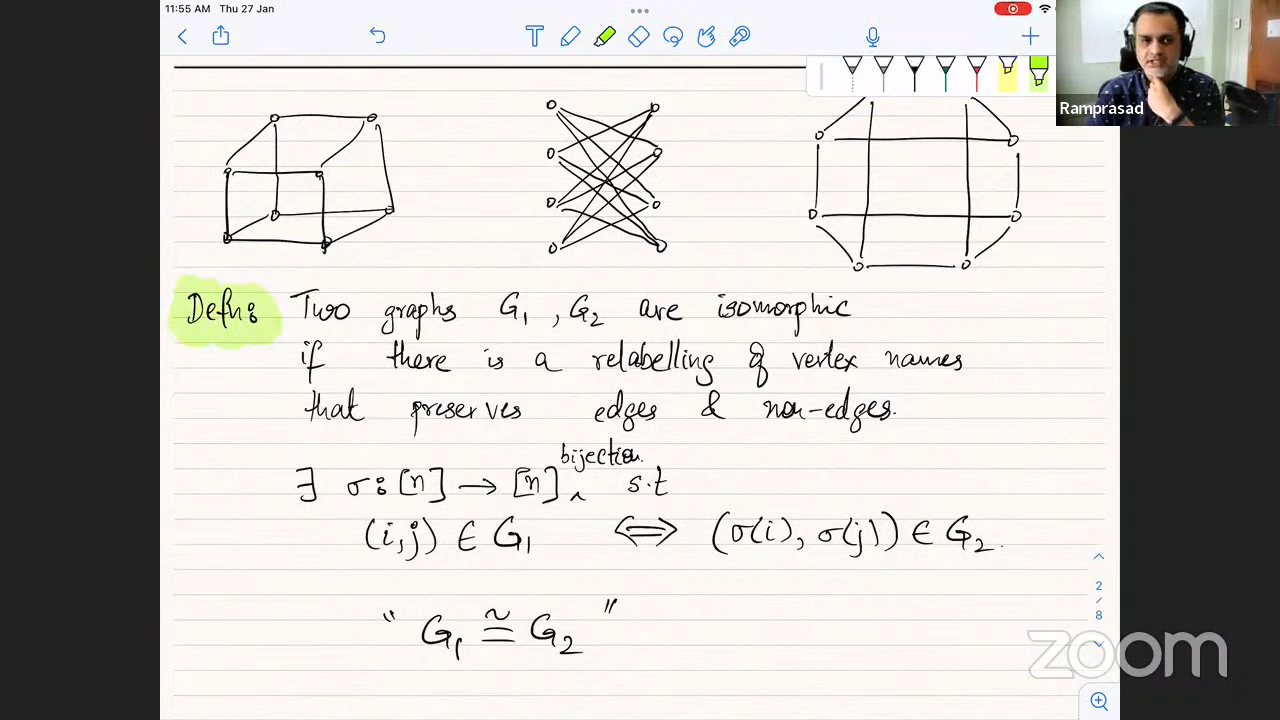 11:55 AM Thu 27 Jan
Ramprasad
Defn: Two graphs G₁, G₂ are isomorphic
if there is a relabelling of vertex names
that preserves edges & non-edges.
bijection.
∃ σ: [n] → [n] ^ s.t
(i,j) ∈ G₁ ⟺ (σ(i), σ(j)) ∈ G₂.
" G₁ ≅ G₂ "
2
/
8
zoom